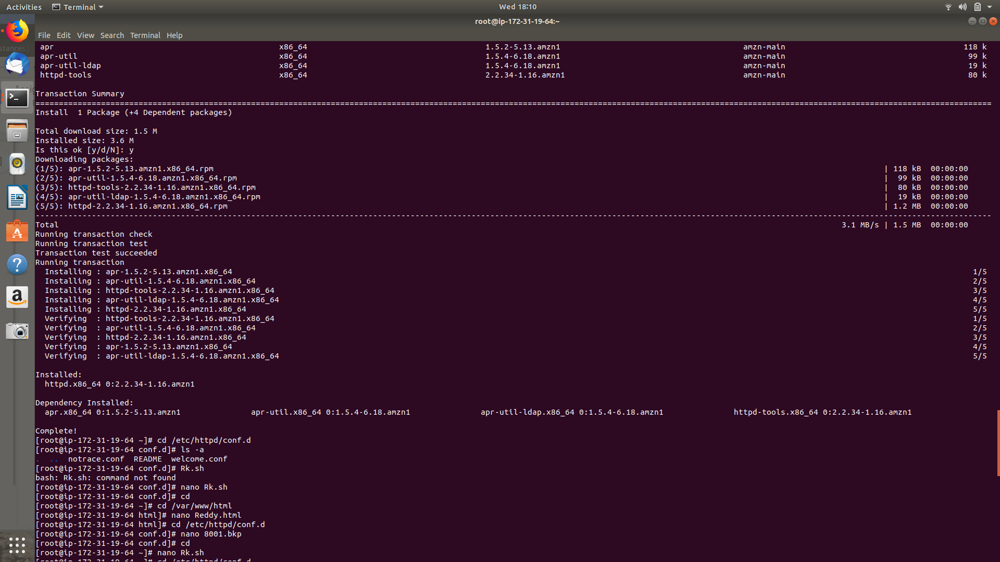 Activities Terminal Wed 18:10
root@ip-172-31-19-64:~
File Edit View Search Terminal Help
apr x86_64 1.5.2-5.13.amzn1 amzn-main 118 k
apr-util x86_64 1.5.4-6.18.amzn1 amzn-main 99 k
apr-util-ldap x86_64 1.5.4-6.18.amzn1 amzn-main 19 k
httpd-tools x86_64 2.2.34-1.16.amzn1 amzn-main 80 k
Transaction Summary
Install  1 Package (+4 Dependent packages)
Total download size: 1.5 M
Installed size: 3.6 M
Is this ok [y/d/N]: y
Downloading packages:
(1/5): apr-1.5.2-5.13.amzn1.x86_64.rpm | 118 kB  00:00:00
(2/5): apr-util-1.5.4-6.18.amzn1.x86_64.rpm | 99 kB  00:00:00
(3/5): httpd-tools-2.2.34-1.16.amzn1.x86_64.rpm | 80 kB  00:00:00
(4/5): apr-util-ldap-1.5.4-6.18.amzn1.x86_64.rpm | 19 kB  00:00:00
(5/5): httpd-2.2.34-1.16.amzn1.x86_64.rpm | 1.2 MB  00:00:00
Total 3.1 MB/s | 1.5 MB  00:00:00
Running transaction check
Running transaction test
Transaction test succeeded
Running transaction
Installing : apr-1.5.2-5.13.amzn1.x86_64 1/5
Installing : apr-util-1.5.4-6.18.amzn1.x86_64 2/5
Installing : httpd-tools-2.2.34-1.16.amzn1.x86_64 3/5
Installing : apr-util-ldap-1.5.4-6.18.amzn1.x86_64 4/5
Installing : httpd-2.2.34-1.16.amzn1.x86_64 5/5
Verifying  : httpd-tools-2.2.34-1.16.amzn1.x86_64 1/5
Verifying  : apr-util-1.5.4-6.18.amzn1.x86_64 2/5
Verifying  : httpd-2.2.34-1.16.amzn1.x86_64 3/5
Verifying  : apr-1.5.2-5.13.amzn1.x86_64 4/5
Verifying  : apr-util-ldap-1.5.4-6.18.amzn1.x86_64 5/5
Installed:
httpd.x86_64 0:2.2.34-1.16.amzn1
Dependency Installed:
apr.x86_64 0:1.5.2-5.13.amzn1 apr-util.x86_64 0:1.5.4-6.18.amzn1 apr-util-ldap.x86_64 0:1.5.4-6.18.amzn1 httpd-tools.x86_64 0:2.2.34-1.16.amzn1
Complete!
[root@ip-172-31-19-64 ~]# cd /etc/httpd/conf.d
[root@ip-172-31-19-64 conf.d]# ls -a
.  ..  notrace.conf  README  welcome.conf
[root@ip-172-31-19-64 conf.d]# Rk.sh
bash: Rk.sh: command not found
[root@ip-172-31-19-64 conf.d]# nano Rk.sh
[root@ip-172-31-19-64 conf.d]# cd
[root@ip-172-31-19-64 ~]# cd /var/www/html
[root@ip-172-31-19-64 html]# nano Reddy.html
[root@ip-172-31-19-64 html]# cd /etc/httpd/conf.d
[root@ip-172-31-19-64 conf.d]# nano 8001.bkp
[root@ip-172-31-19-64 conf.d]# cd
[root@ip-172-31-19-64 ~]# nano Rk.sh
[root@ip-172-31-19-64 ~]# cd /etc/httpd/conf.d